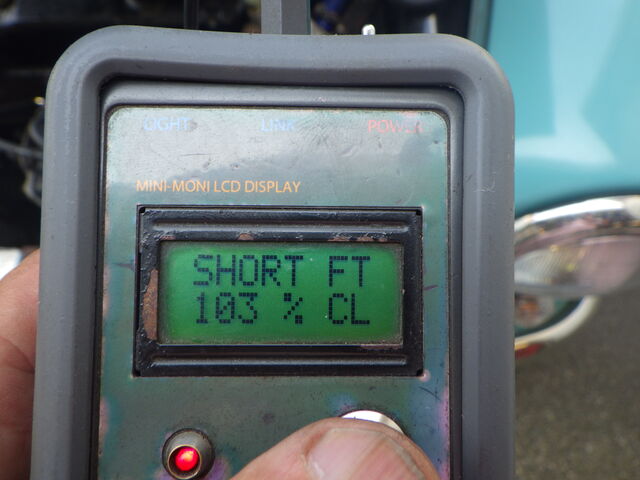 LIGHT LINK POWER
MINI-MONI LCD DISPLAY
SHORT FT
103 % CL